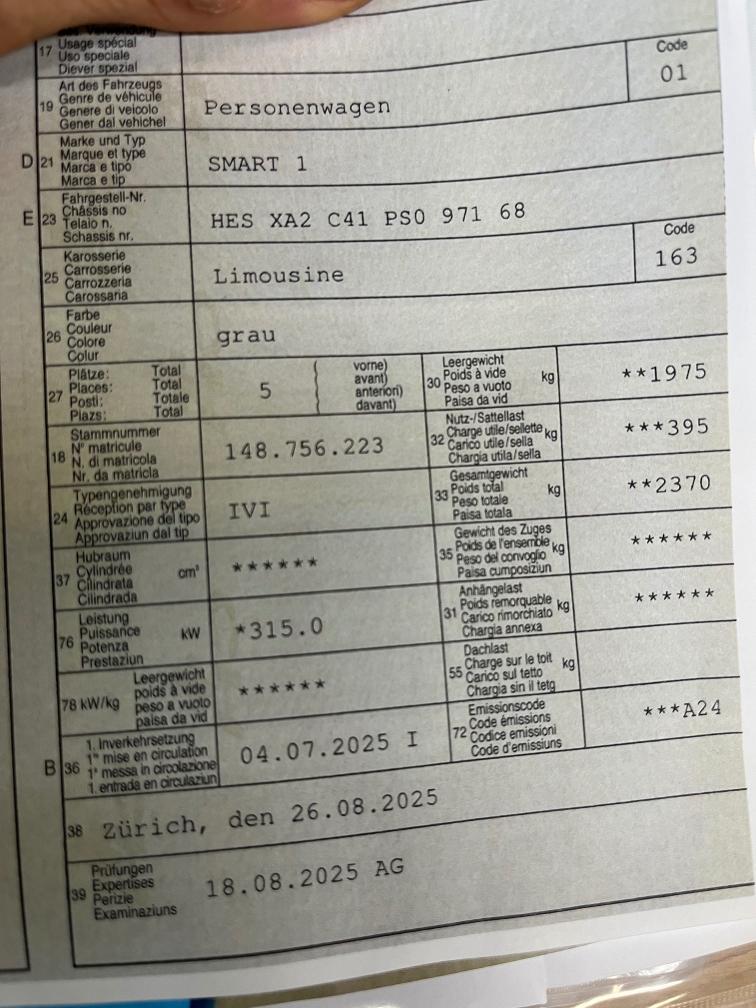 17 Usage spécial
Uso speciale
Diever spezial
Art des Fahrzeugs
19 Genre de véhicule
Genere di veicolo
Gener dal vehichel
Personenwagen
Code
01
Marke und Typ
D 21 Marque et type
Marca e tipo
Marca e tip
SMART 1
Fahrgestell-Nr.
E 23 Châssis no
Telaio n.
Schassis nr.
HES XA2 C41 PS0 971 68
Karosserie
25 Carrosserie
Carrozzeria
Carossaria
Limousine
Code
163
Farbe
26 Couleur
Colore
Colur
grau
Plätze: Total
27 Places: Total
Posti: Totale
Plazs: Total
5
vorne)
avant)
anteriori)
davant)
Leergewicht
30 Poids à vide kg
Peso a vuoto
Paisa da vid
**1975
Stammnummer
18 N° matricule
N. di matricola
Nr. da matricla
148.756.223
Nutz-/Sattellast
32 Charge utile/sellette kg
Carico utile/sella
Chargia utila/sella
***395
Typengenehmigung
24 Réception par type
Approvazione del tipo
Approvaziun dal tip
IVI
Gesamtgewicht
33 Poids total kg
Peso totale
Paisa totala
**2370
Hubraum
37 Cylindrée cm³
Cilindrata
Cilindrada
******
Gewicht des Zuges
35 Poids de l'ensemble kg
Peso del convoglio
Paisa cumposiziun
******
Leistung
76 Puissance kW
Potenza
Prestaziun
*315.0
Anhängelast
31 Poids remorquable kg
Carico rimorchiato
Chargia annexa
******
78 kW/kg
Leergewicht
poids à vide
peso a vuoto
paisa da vid
******
Dachlast
55 Charge sur le toit kg
Carico sul tetto
Chargia sin il tetg
1. Inverkehrsetzung
B 36 1re mise en circulation
1a messa in circolazione
1. entrada en circulaziun
04.07.2025 I
Emissionscode
72 Code émissions
Codice emissioni
Code d'emissiuns
***A24
38 Zürich, den 26.08.2025
Prüfungen
39 Expertises
Perizie
Examinaziuns
18.08.2025 AG